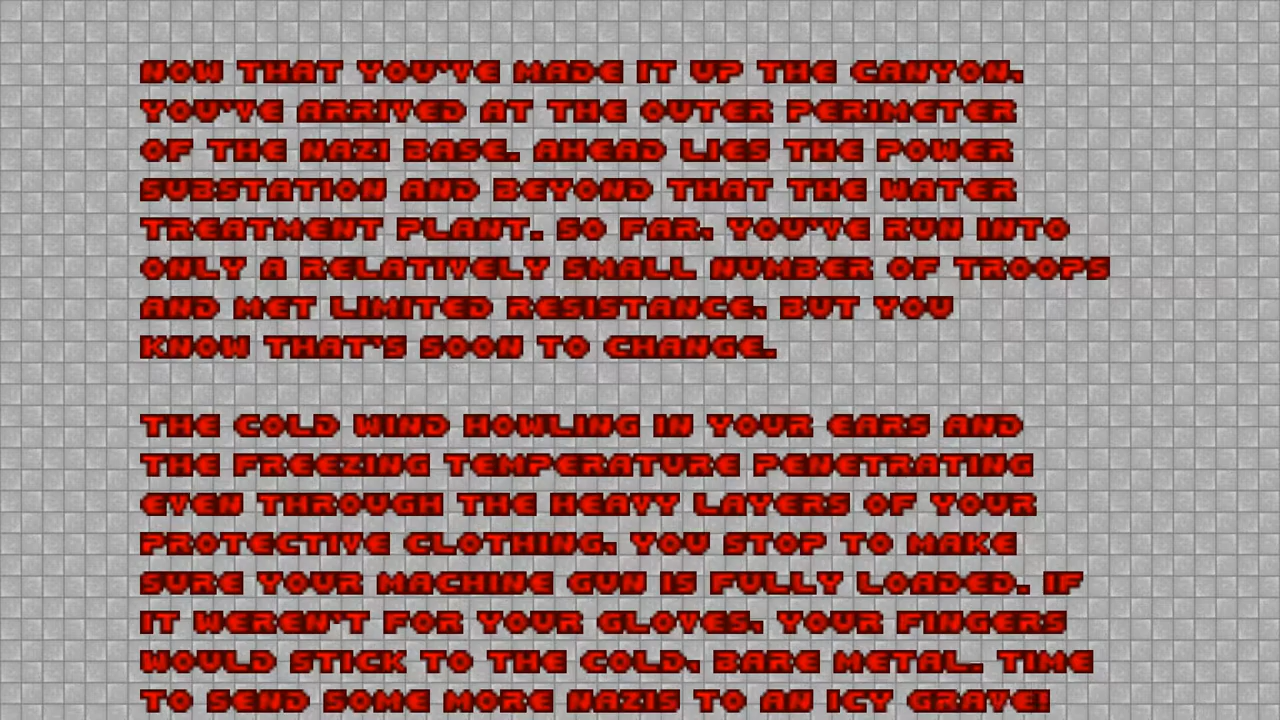 NOW THAT YOU'VE MADE IT UP THE CANYON,
YOU'VE ARRIVED AT THE OUTER PERIMETER
OF THE NAZI BASE. AHEAD LIES THE POWER
SUBSTATION AND BEYOND THAT THE WATER
TREATMENT PLANT. SO FAR, YOU'VE RUN INTO
ONLY A RELATIVELY SMALL NUMBER OF TROOPS
AND MET LIMITED RESISTANCE, BUT YOU
KNOW THAT'S SOON TO CHANGE.
THE COLD WIND HOWLING IN YOUR EARS AND
THE FREEZING TEMPERATURE PENETRATING
EVEN THROUGH THE HEAVY LAYERS OF YOUR
PROTECTIVE CLOTHING, YOU STOP TO MAKE
SURE YOUR MACHINE GUN IS FULLY LOADED. IF
IT WEREN'T FOR YOUR GLOVES, YOUR FINGERS
WOULD STICK TO THE COLD, BARE METAL. TIME
TO SEND SOME MORE NAZIS TO AN ICY GRAVE!